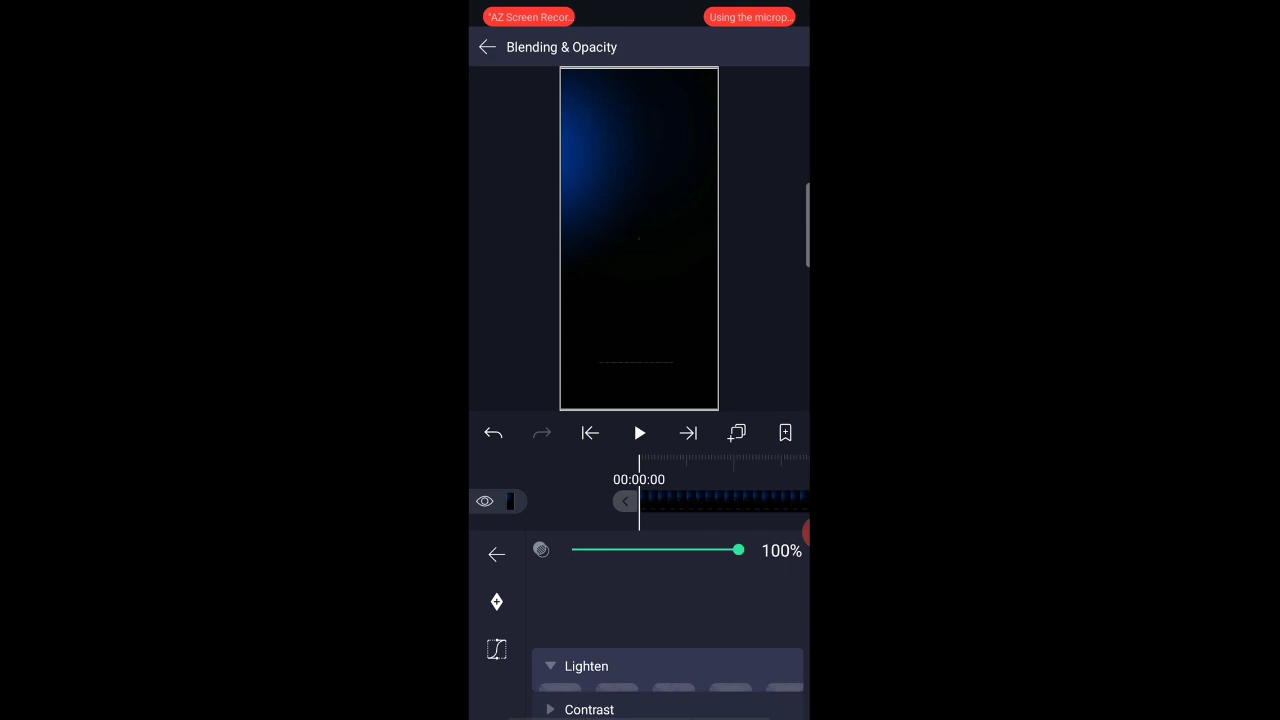 "AZ Screen Recor...
Using the microp...
Blending & Opacity
00:00:00
100%
Lighten
Contrast